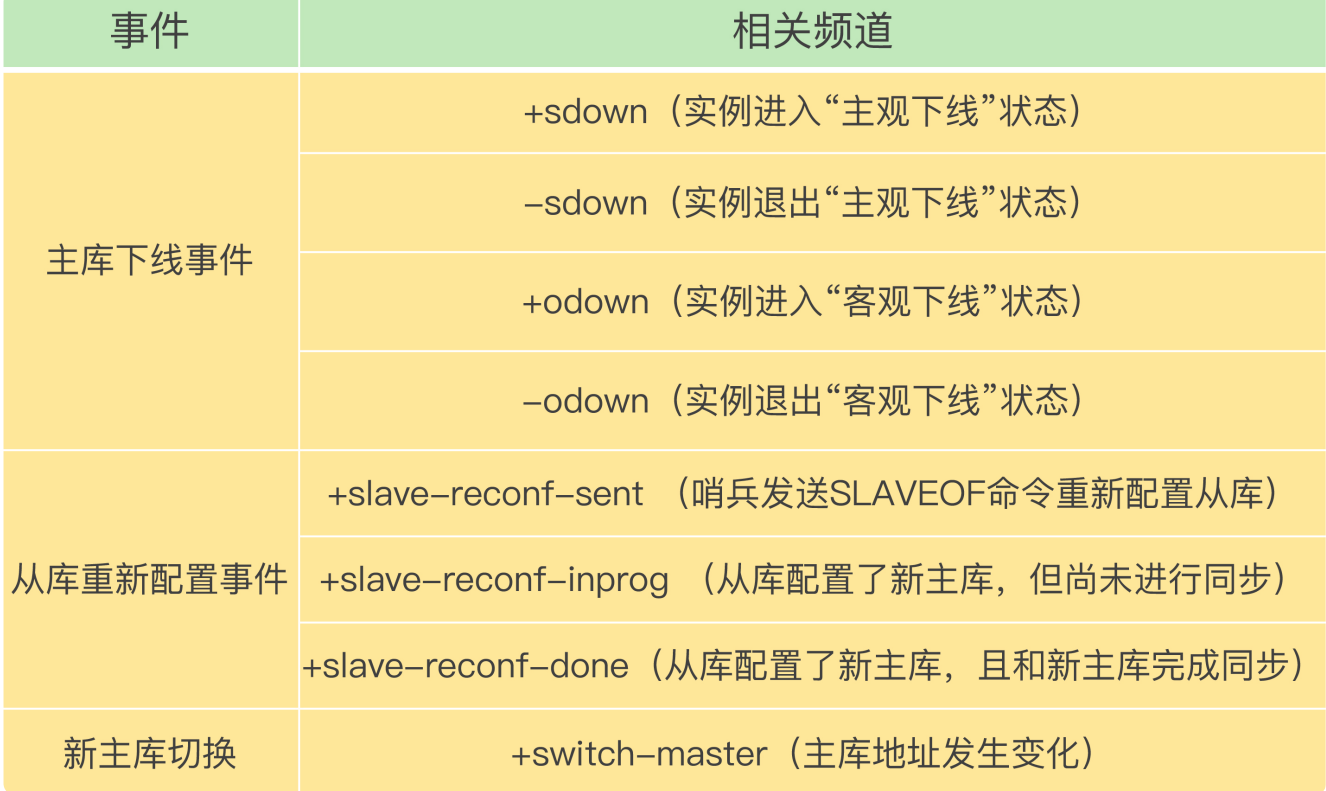 事件
相关频道
主库下线事件
+sdown（实例进入“主观下线”状态）
–sdown（实例退出“主观下线”状态）
+odown（实例进入“客观下线”状态）
–odown（实例退出“客观下线”状态）
从库重新配置事件
+slave–reconf–sent （哨兵发送SLAVEOF命令重新配置从库）
+slave–reconf–inprog （从库配置了新主库，但尚未进行同步）
+slave–reconf–done（从库配置了新主库，且和新主库完成同步）
新主库切换
+switch–master（主库地址发生变化）